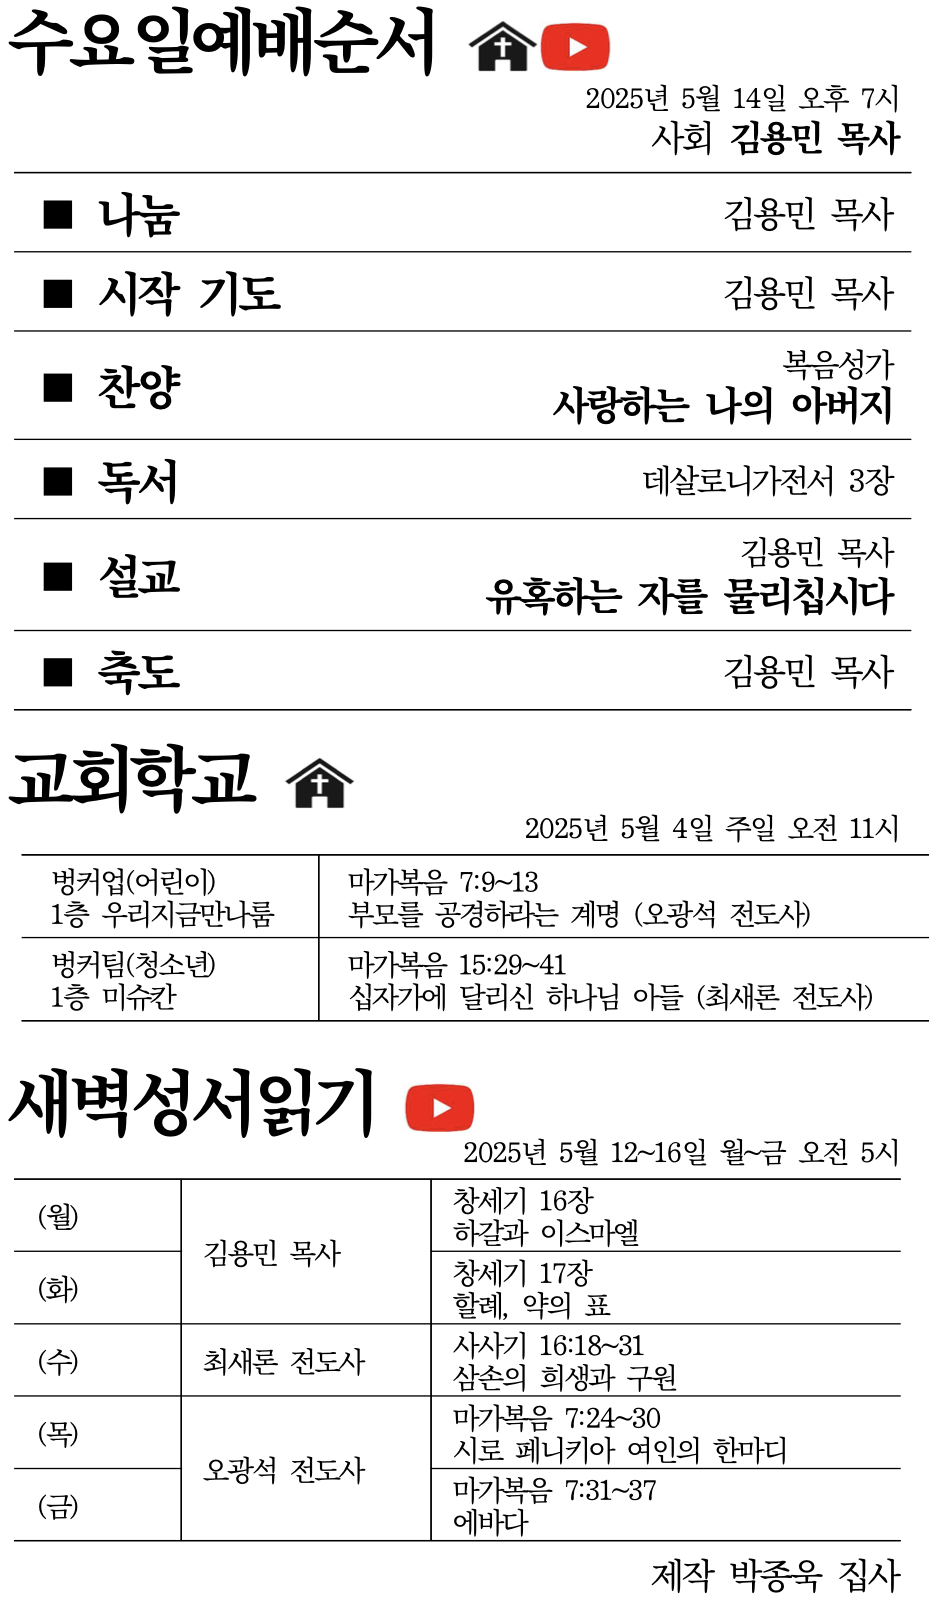 수요일예배순서
2025년 5월 14일 오후 7시
사회 김용민 목사
■ 나눔 김용민 목사
■ 시작 기도 김용민 목사
■ 찬양 복음성가
사랑하는 나의 아버지
■ 독서 데살로니가전서 3장
■ 설교 김용민 목사
유혹하는 자를 물리칩시다
■ 축도 김용민 목사
교회학교
2025년 5월 4일 주일 오전 11시
벙커업(어린이)
1층 우리지금만나룸
마가복음 7:9~13
부모를 공경하라는 계명 (오광석 전도사)
벙커팀(청소년)
1층 미슈칸
마가복음 15:29~41
십자가에 달리신 하나님 아들 (최새론 전도사)
새벽성서읽기
2025년 5월 12~16일 월~금 오전 5시
(월)
김용민 목사
창세기 16장
하갈과 이스마엘
(화)
창세기 17장
할례, 약의 표
(수)
최새론 전도사
사사기 16:18~31
삼손의 희생과 구원
(목)
오광석 전도사
마가복음 7:24~30
시로 페니키아 여인의 한마디
(금)
마가복음 7:31~37
에바다
제작 박종욱 집사